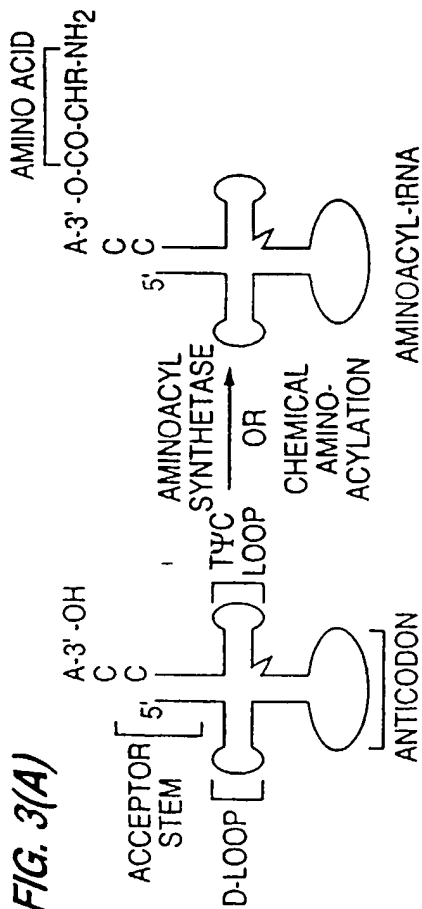 FIG. 3(A)
ACCEPTOR
STEM
A-3'-OH
C
C
5'
D-LOOP
TΨC
LOOP
ANTICODON
AMINOACYL
SYNTHETASE
OR
CHEMICAL
AMINO-
ACYLATION
AMINO ACID
A-3'-O-CO-CHR-NH2
C
C
5'
AMINOACYL-tRNA